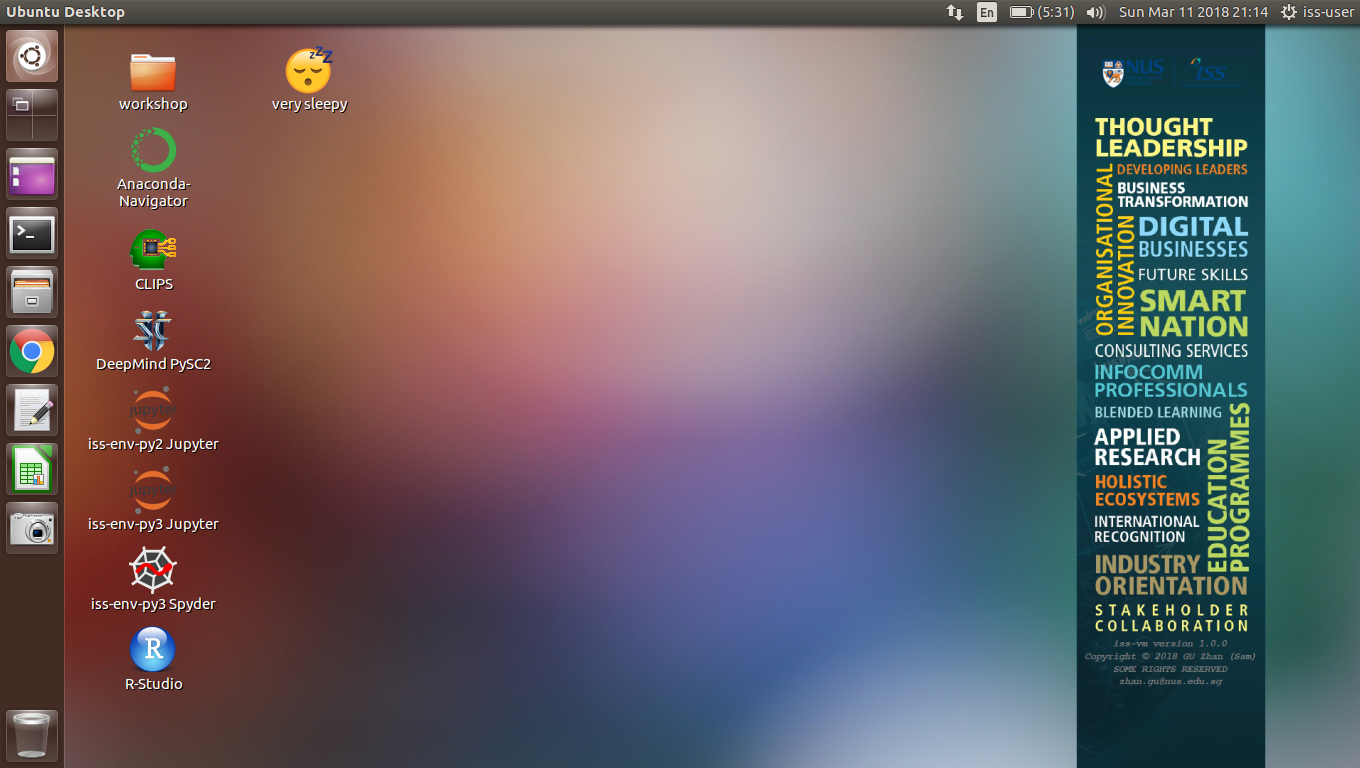 Ubuntu Desktop
En
(5:31)
Sun Mar 11 2018 21:14
iss-user
workshop
very sleepy
Anaconda-
Navigator
CLIPS
DeepMind PySC2
jupyter
iss-env-py2 Jupyter
jupyter
iss-env-py3 Jupyter
iss-env-py3 Spyder
R
R-Studio
NUS
iss
THOUGHT
LEADERSHIP
DEVELOPING LEADERS
ORGANISATIONAL
INNOVATION
BUSINESS
TRANSFORMATION
DIGITAL
BUSINESSES
FUTURE SKILLS
SMART
NATION
CONSULTING SERVICES
INFOCOMM
PROFESSIONALS
BLENDED LEARNING
APPLIED
RESEARCH
EDUCATION
PROGRAMMES
HOLISTIC
ECOSYSTEMS
INTERNATIONAL
RECOGNITION
INDUSTRY
ORIENTATION
STAKEHOLDER
COLLABORATION
iss-vm version 1.0.0
Copyright © 2018 GU Zhan (Sam)
SOME RIGHTS RESERVED
zhan.gu@nus.edu.sg